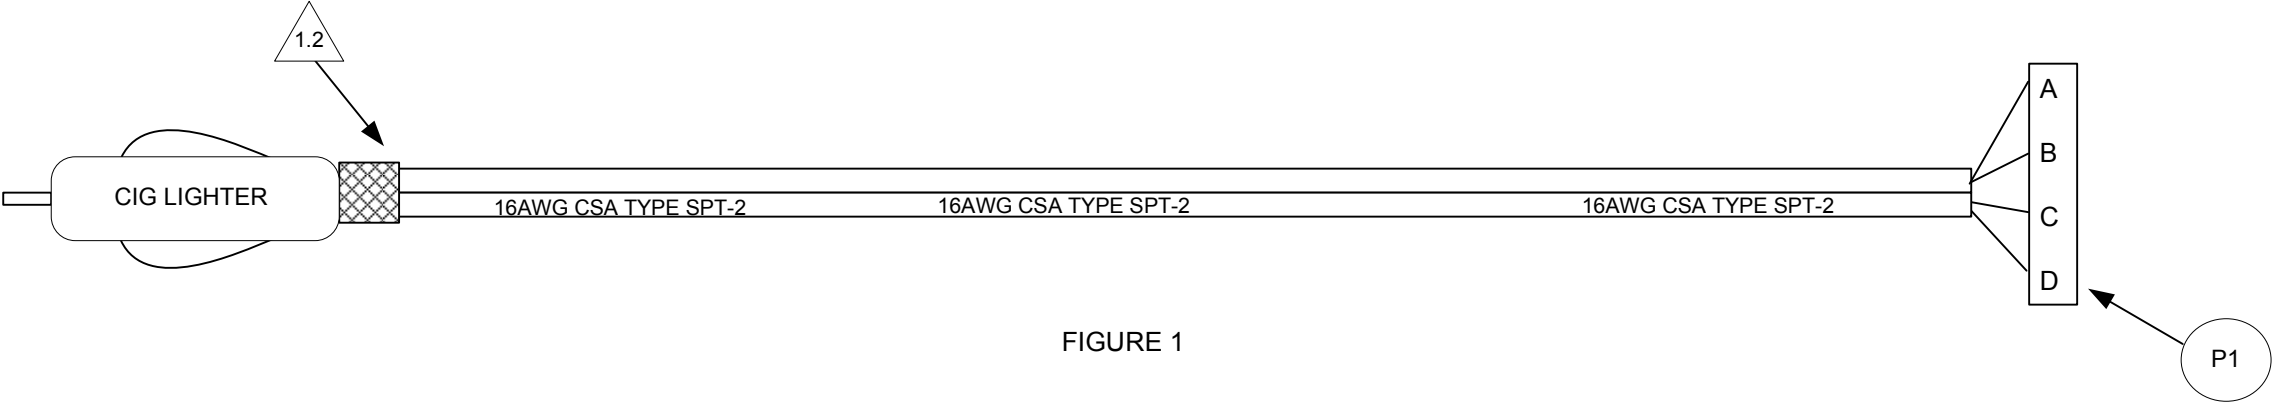 1.2
A
B
CIG LIGHTER
16AWG CSA TYPE SPT-2
16AWG CSA TYPE SPT-2
16AWG CSA TYPE SPT-2
C
D
FIGURE 1
P1